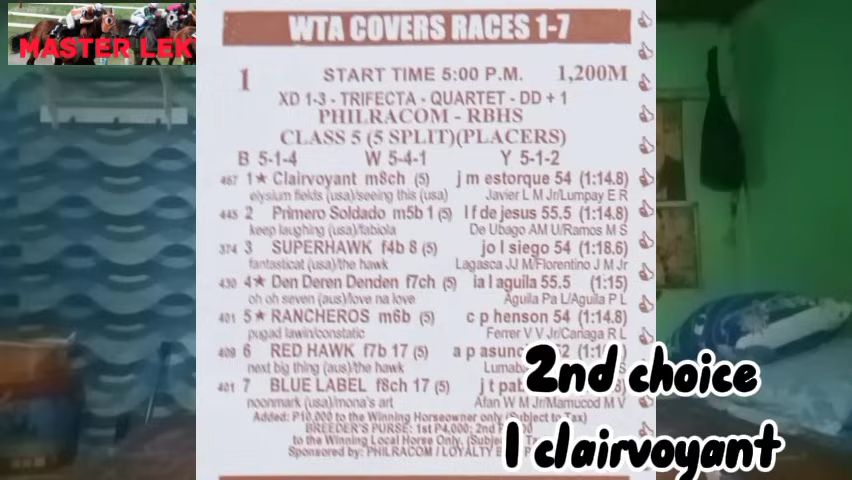 MASTER LEK
WTA COVERS RACES 1-7
1 START TIME 5:00 P.M. 1,200M
XD 1-3 - TRIFECTA - QUARTET - DD + 1
PHILRACOM - RBHS
CLASS 5 (5 SPLIT)(PLACERS)
B 5-1-4 W 5-4-1 Y 5-1-2
467 1★ Clairvoyant m8ch (5) j m estorque 54 (1:14.8)
elysium fields (usa)/seeing this (usa) Javier L M Jr/Lumpay E R
445 2 Primero Soldado m5b 1 (5) l f de jesus 55.5 (1:14.8)
keep laughing (usa)/fabiola De Ubago AM U/Ramos M S
374 3 SUPERHAWK f4b 8 (5) jo l siego 54 (1:18.6)
fantasticat (usa)/the hawk Lagasca JJ M/Florentino J M Jr
430 4★ Den Deren Denden f7ch (5) ia l aguila 55.5 (1:15)
oh oh seven (aus)/love na love Aguila Pa L/Aguila P L
401 5★ RANCHEROS m6b (5) c p henson 54 (1:14.8)
pugad lawin/constatic Ferrer V V Jr/Cariaga R L
409 6 RED HAWK f7b 17 (5) a p asunc
next big thing (aus)/the hawk
401 7 BLUE LABEL f8ch 17 (5) j t pab
noonmark (usa)/mona's art Afan W M Jr/Mamucod M V
Added: P10,000 to the Winning Horseowner only (Subject to Tax)
BREEDER'S PURSE: 1st P4,000; 2nd
to the Winning Local Horse Only.
Sponsored by: PHILRACOM / LOYALTY
2nd choice
1 clairvoyant